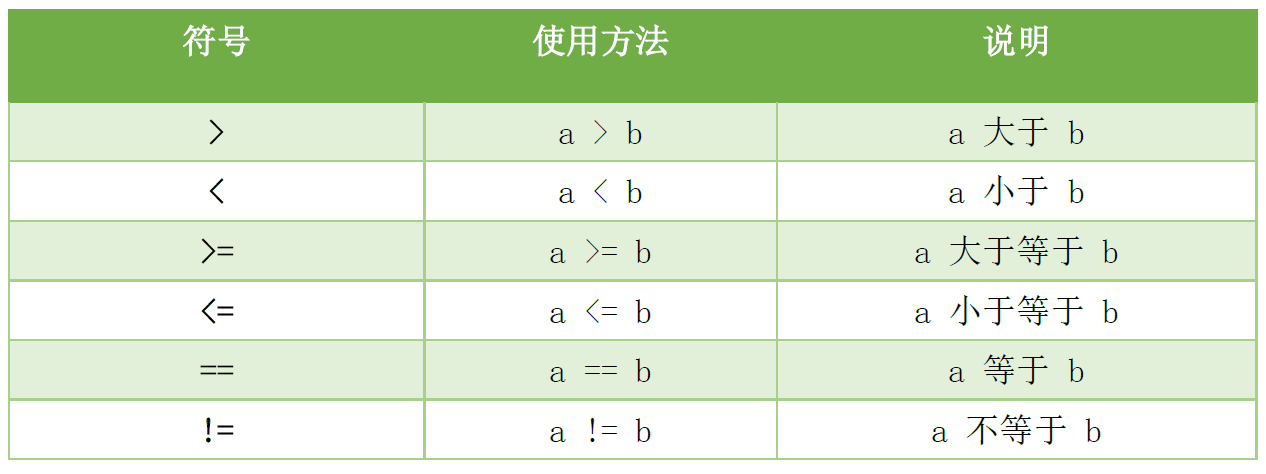 符号 使用方法 说明
> a > b a 大于 b
< a < b a 小于 b
>= a >= b a 大于等于 b
<= a <= b a 小于等于 b
== a == b a 等于 b
!= a != b a 不等于 b